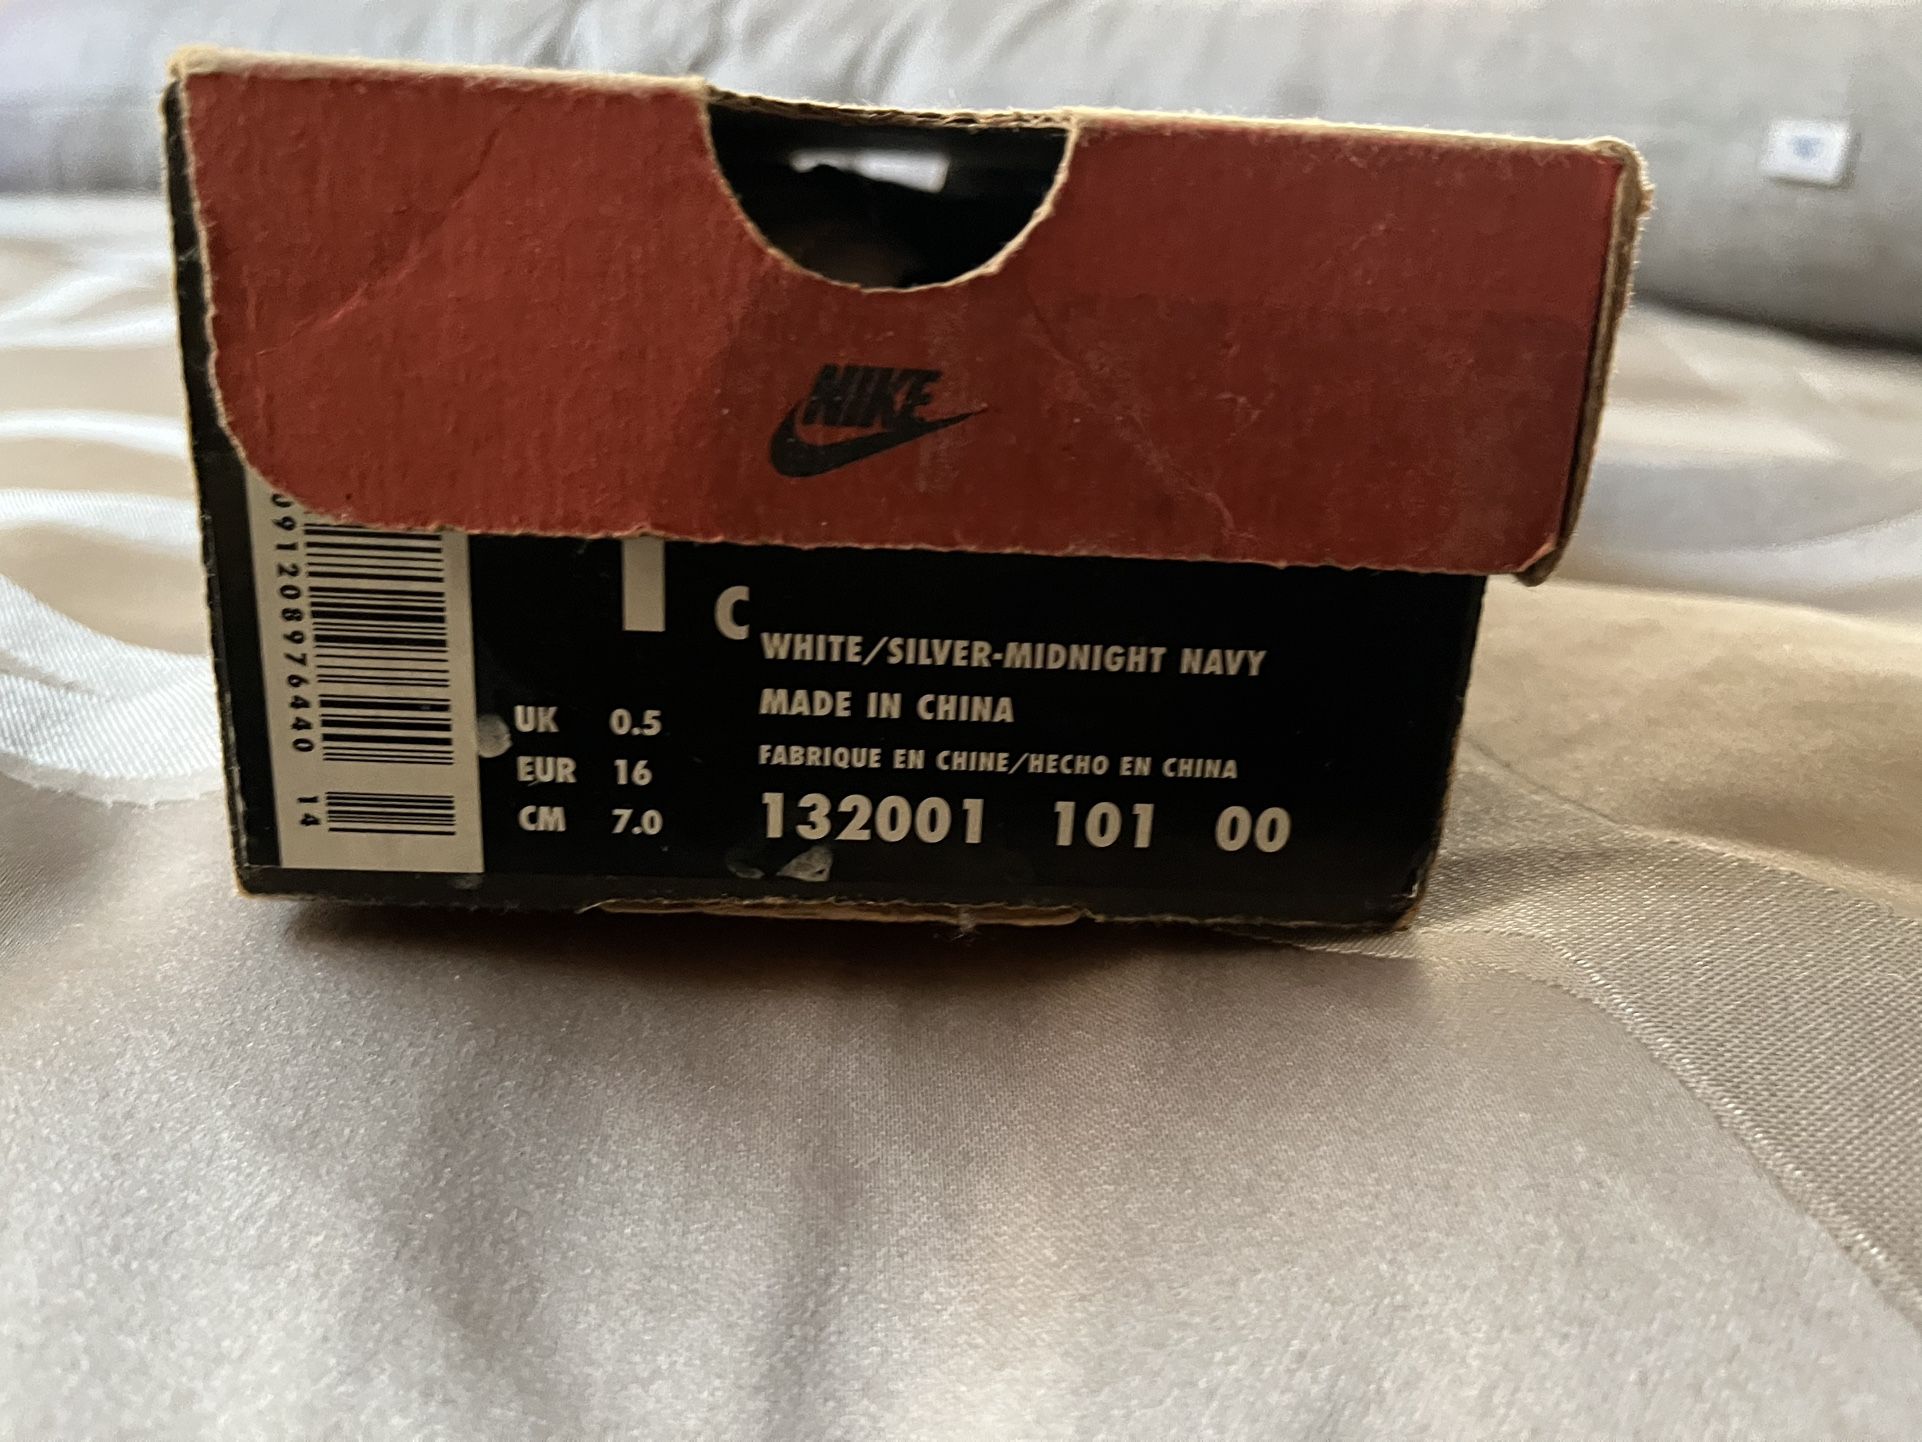 NIKE
091208976440 14
1 C
WHITE/SILVER-MIDNIGHT NAVY
MADE IN CHINA
FABRIQUE EN CHINE/HECHO EN CHINA
132001 101 00
UK 0.5
EUR 16
CM 7.0